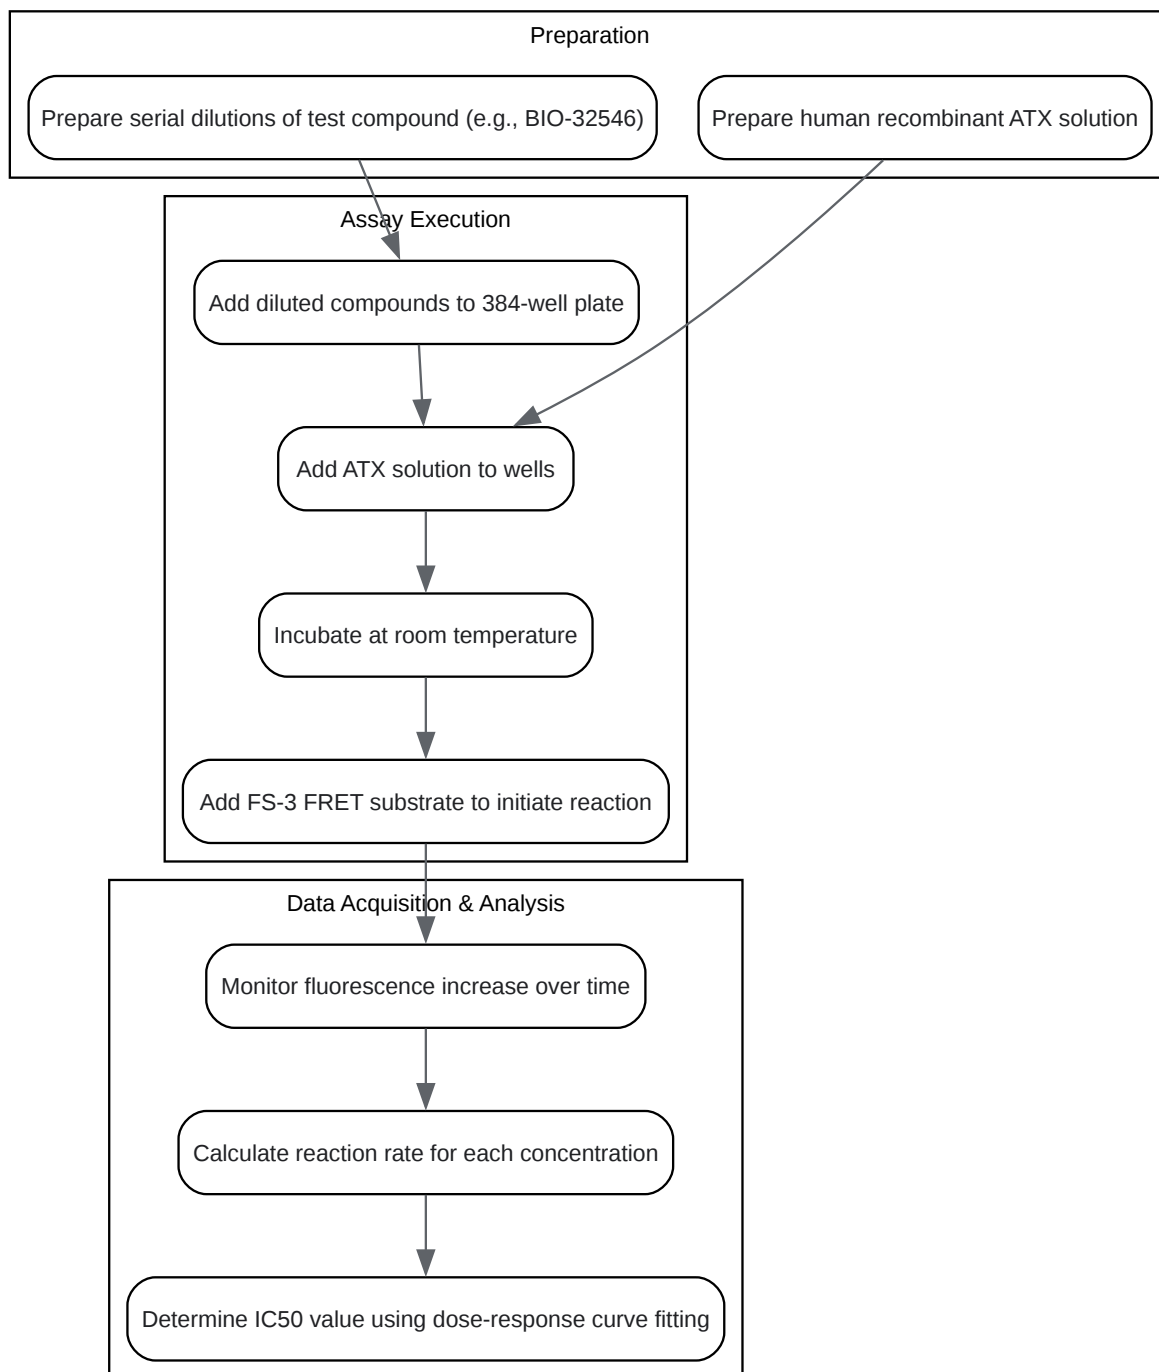 Preparation
Prepare serial dilutions of test compound (e.g., BIO-32546)
Prepare human recombinant ATX solution
Assay Execution
Add diluted compounds to 384-well plate
Add ATX solution to wells
Incubate at room temperature
Add FS-3 FRET substrate to initiate reaction
Data Acquisition & Analysis
Monitor fluorescence increase over time
Calculate reaction rate for each concentration
Determine IC50 value using dose-response curve fitting